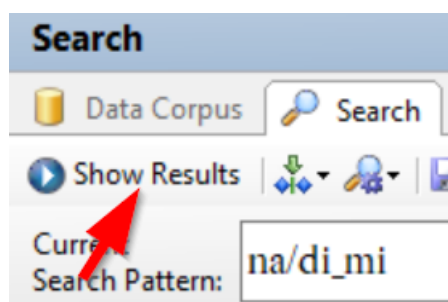 Search
Data Corpus Search
Show Results
Current
Search Pattern: na/di_mi